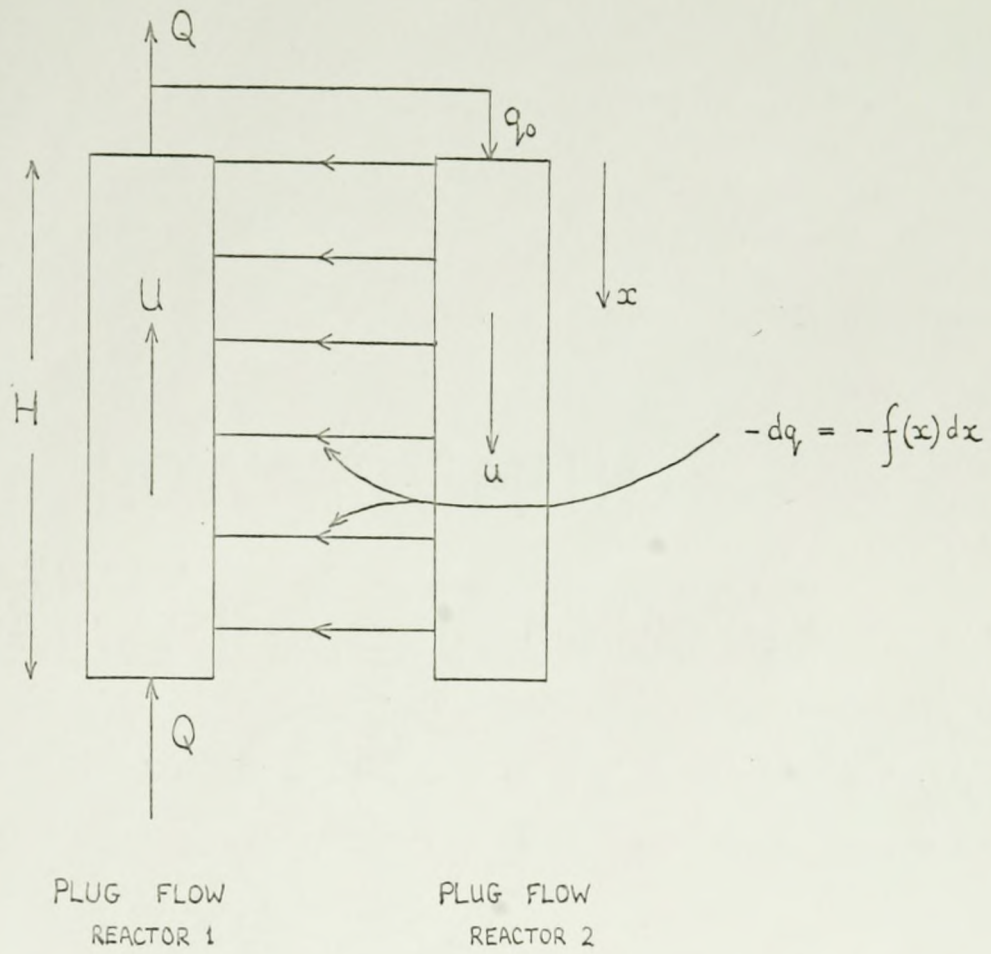 Q
q₀
U
x
H
-dq = -f(x)dx
u
Q
PLUG FLOW
REACTOR 1
PLUG FLOW
REACTOR 2